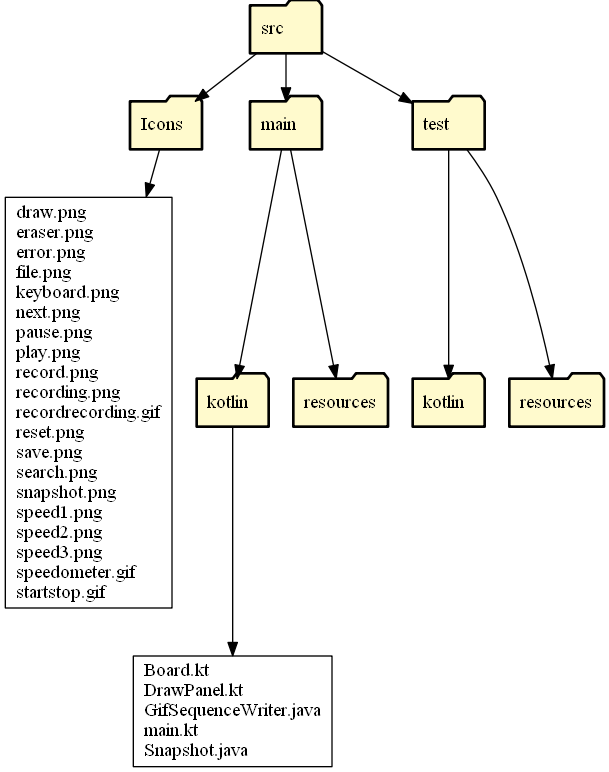 src
Icons
main
test
draw.png
eraser.png
error.png
file.png
keyboard.png
next.png
pause.png
play.png
record.png
recording.png
recordrecording.gif
reset.png
save.png
search.png
snapshot.png
speed1.png
speed2.png
speed3.png
speedometer.gif
startstop.gif
kotlin
resources
kotlin
resources
Board.kt
DrawPanel.kt
GifSequenceWriter.java
main.kt
Snapshot.java